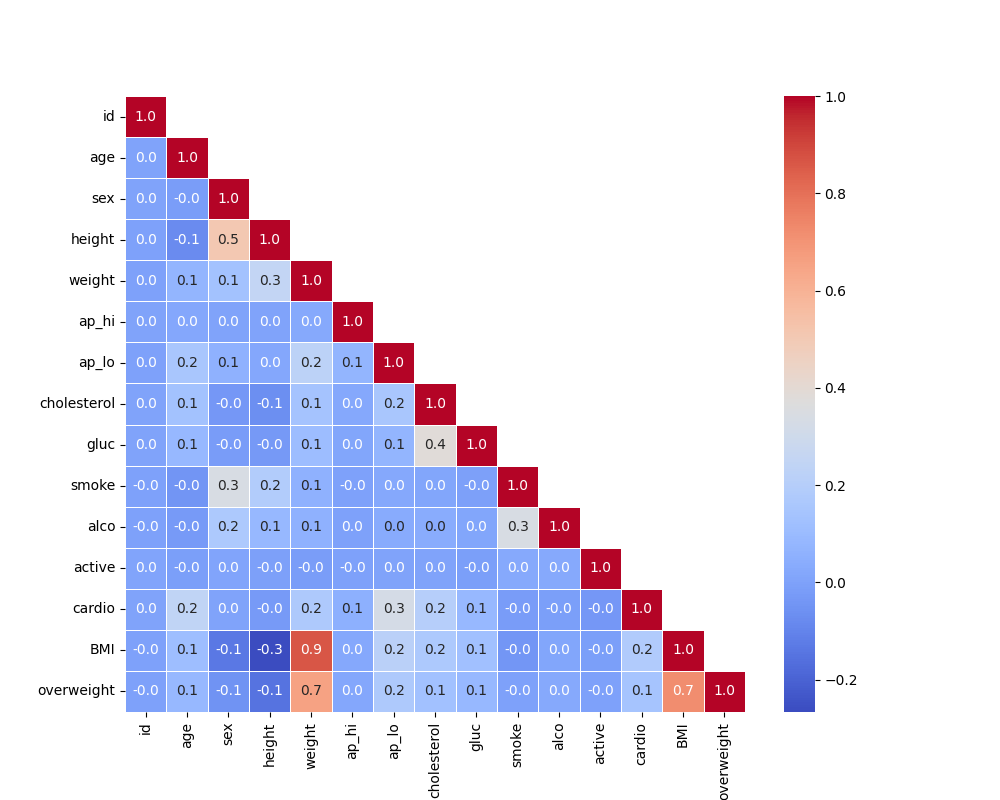 1.0
id 1.0
age 0.0 1.0
sex 0.0 -0.0 1.0
0.8
height 0.0 -0.1 0.5 1.0
weight 0.0 0.1 0.1 0.3 1.0
0.6
ap_hi 0.0 0.0 0.0 0.0 0.0 1.0
ap_lo 0.0 0.2 0.1 0.0 0.2 0.1 1.0
0.4
cholesterol 0.0 0.1 -0.0 -0.1 0.1 0.0 0.2 1.0
gluc 0.0 0.1 -0.0 -0.0 0.1 0.0 0.1 0.4 1.0
smoke -0.0 -0.0 0.3 0.2 0.1 -0.0 0.0 0.0 -0.0 1.0
0.2
alco -0.0 -0.0 0.2 0.1 0.1 0.0 0.0 0.0 0.0 0.3 1.0
active 0.0 -0.0 0.0 -0.0 -0.0 -0.0 0.0 0.0 -0.0 0.0 0.0 1.0
0.0
cardio 0.0 0.2 0.0 -0.0 0.2 0.1 0.3 0.2 0.1 -0.0 -0.0 -0.0 1.0
BMI -0.0 0.1 -0.1 -0.3 0.9 0.0 0.2 0.2 0.1 -0.0 0.0 -0.0 0.2 1.0
−0.2
overweight -0.0 0.1 -0.1 -0.1 0.7 0.0 0.2 0.1 0.1 -0.0 0.0 -0.0 0.1 0.7 1.0
id age sex height weight ap_hi ap_lo cholesterol gluc smoke alco active cardio BMI overweight